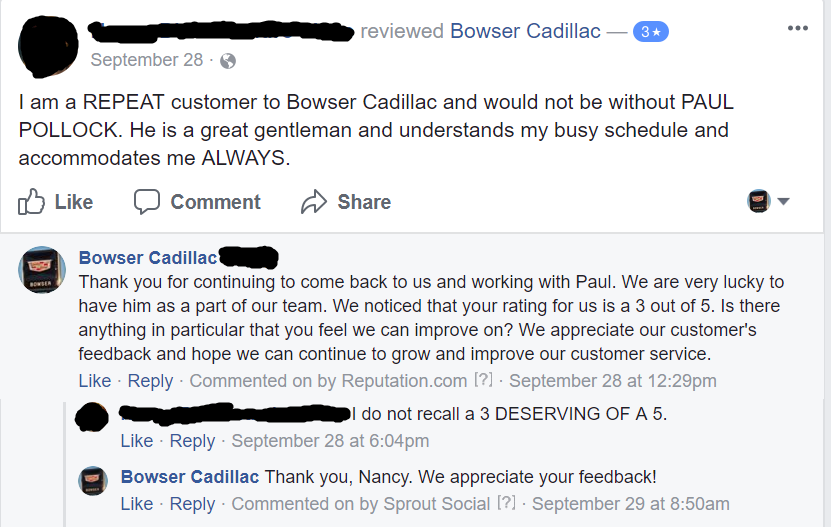 reviewed Bowser Cadillac — 3★
September 28 ·
I am a REPEAT customer to Bowser Cadillac and would not be without PAUL
POLLOCK. He is a great gentleman and understands my busy schedule and
accommodates me ALWAYS.
Like Comment Share
BOWSER
Bowser Cadillac
Thank you for continuing to come back to us and working with Paul. We are very lucky to
have him as a part of our team. We noticed that your rating for us is a 3 out of 5. Is there
anything in particular that you feel we can improve on? We appreciate our customer's
feedback and hope we can continue to grow and improve our customer service.
Like · Reply · Commented on by Reputation.com [?] · September 28 at 12:29pm
I do not recall a 3 DESERVING OF A 5.
Like · Reply · September 28 at 6:04pm
Bowser Cadillac Thank you, Nancy. We appreciate your feedback!
Like · Reply · Commented on by Sprout Social [?] · September 29 at 8:50am